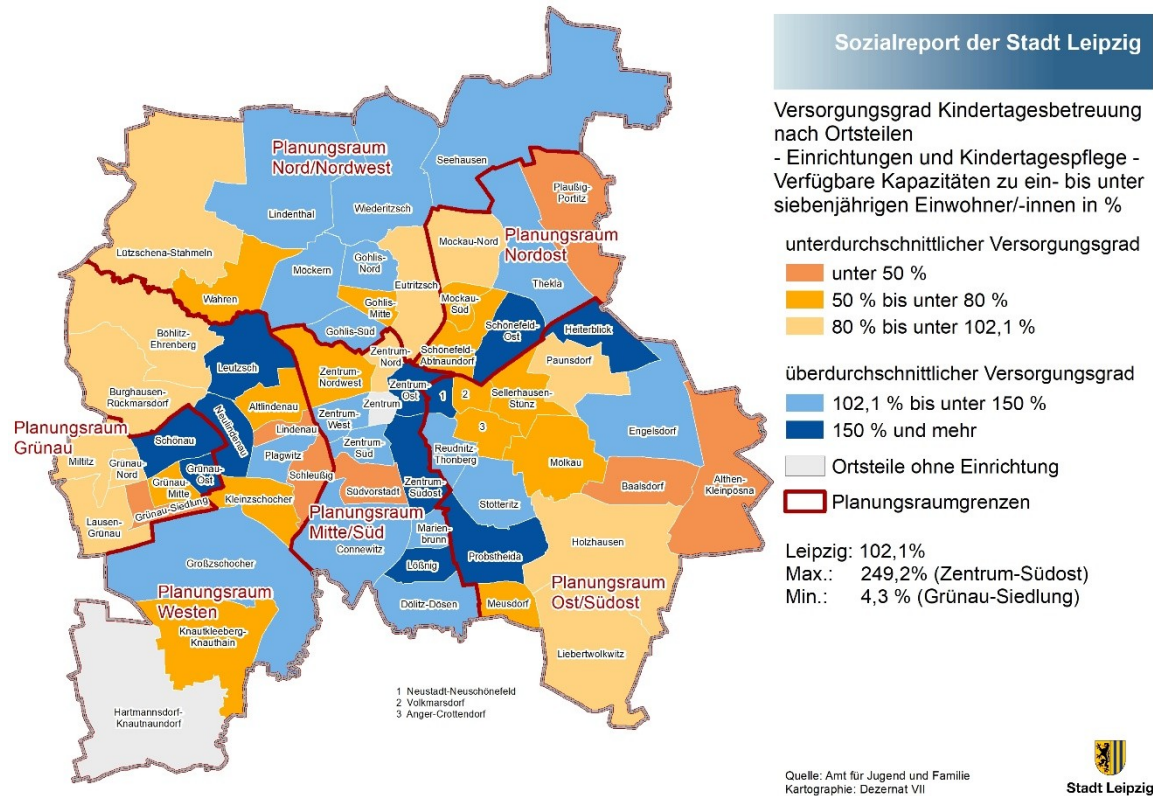 Sozialreport der Stadt Leipzig
Versorgungsgrad Kindertagesbetreuung
nach Ortsteilen
- Einrichtungen und Kindertagespflege -
Verfügbare Kapazitäten zu ein- bis unter
siebenjährigen Einwohner/-innen in %
unterdurchschnittlicher Versorgungsgrad
unter 50 %
50 % bis unter 80 %
80 % bis unter 102,1 %
überdurchschnittlicher Versorgungsgrad
102,1 % bis unter 150 %
150 % und mehr
Ortsteile ohne Einrichtung
Planungsraumgrenzen
Leipzig: 102,1%
Max.: 249,2% (Zentrum-Südost)
Min.: 4,3 % (Grünau-Siedlung)
Planungsraum
Nord/Nordwest
Seehausen
Lindenthal
Wiederitzsch
Plaußig-
Portitz
Lützschena-Stahmeln
Mockau-Nord
Planungsraum
Nordost
Möckern
Gohlis-
Nord
Eutritzsch
Thekla
Wahren
Gohlis-
Mitte
Mockau-
Süd
Gohlis-Süd
Schönefeld-
Ost
Heiterblick
Böhlitz-
Ehrenberg
Leutzsch
Zentrum-
Nord
Schönefeld-
Abtnaundorf
Paunsdorf
Zentrum-
Nordwest
Zentrum-
Ost
1
2
Sellerhausen-
Stünz
Burghausen-
Rückmarsdorf
Altlindenau
Zentrum
Neulindenau
Zentrum-
West
3
Engelsdorf
Planungsraum
Grünau
Schönau
Lindenau
Zentrum-
Süd
Reudnitz-
Thonberg
Mölkau
Plagwitz
Miltitz
Grünau-
Nord
Grünau-
Ost
Schleußig
Südvorstadt
Zentrum-
Südost
Baalsdorf
Althen-
Kleinpösna
Grünau-
Mitte
Grünau-Siedlung
Kleinzschocher
Stötteritz
Lausen-
Grünau
Planungsraum
Mitte/Süd
Marien-
brunn
Connewitz
Holzhausen
Großzschocher
Lößnig
Probstheida
Planungsraum
Westen
Planungsraum
Ost/Südost
Dölitz-Dösen
Meusdorf
Knautkleeberg-
Knauthain
Liebertwolkwitz
Hartmannsdorf-
Knautnaundorf
1 Neustadt-Neuschönefeld
2 Volkmarsdorf
3 Anger-Crottendorf
Quelle: Amt für Jugend und Familie
Kartographie: Dezernat VII
Stadt Leipzig